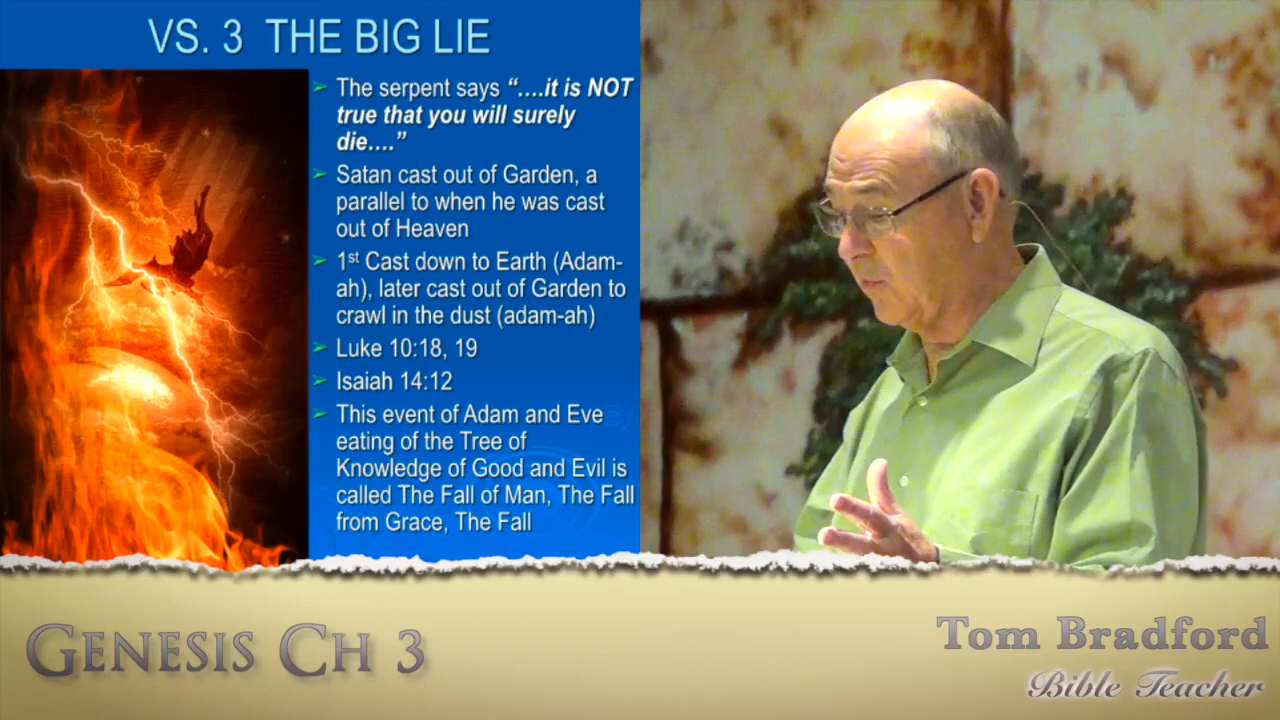 VS. 3 THE BIG LIE
➢ The serpent says “….it is NOT
true that you will surely
die….”
➢ Satan cast out of Garden, a
parallel to when he was cast
out of Heaven
➢ 1st Cast down to Earth (Adam-
ah), later cast out of Garden to
crawl in the dust (adam-ah)
➢ Luke 10:18, 19
➢ Isaiah 14:12
➢ This event of Adam and Eve
eating of the Tree of
Knowledge of Good and Evil is
called The Fall of Man, The Fall
from Grace, The Fall
GENESIS CH 3
Tom Bradford
Bible Teacher